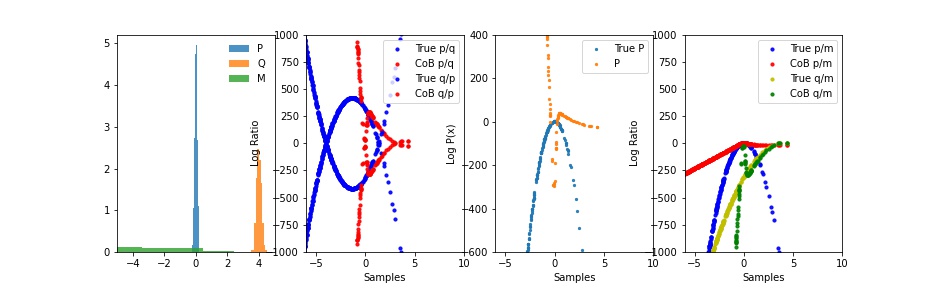 5
4
3
2
1
0
−4
−2
0
2
4
P
Q
M
Log Ratio
1000
750
500
250
0
−250
−500
−750
1000
−5
0
5
10
Samples
True p/q
CoB p/q
True q/p
CoB q/p
Log P(x)
400
200
0
−200
−400
−600
−5
0
5
10
Samples
True P
P
Log Ratio
1000
750
500
250
0
−250
−500
−750
1000
−5
0
5
10
Samples
True p/m
CoB p/m
True q/m
CoB q/m